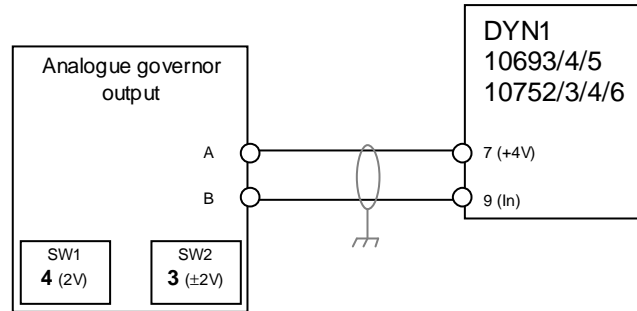 Analogue governor
output
A
B
SW1
4 (2V)
SW2
3 (±2V)
DYN1
10693/4/5
10752/3/4/6
7 (+4V)
9 (In)